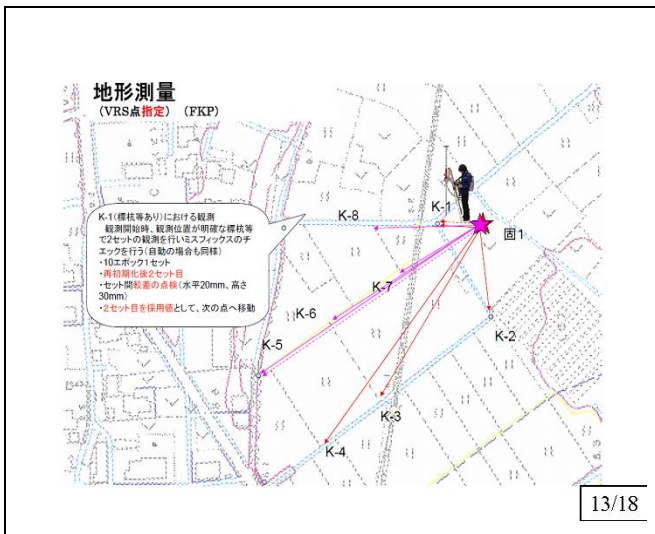 地形測量
(VRS点指定) (FKP)
K-1(標杭等あり)における観測
観測開始時、観測位置が明確な標杭等
で2セットの観測を行いミスフィックスのチ
ェックを行う(自動の場合も同様)
・10エポック1セット
・再初期化後2セット目
・セット間較差の点検(水平20mm、高さ
30mm)
・2セット目を採用値として、次の点へ移動
K-8
K-1
固1
K-7
K-6
K-2
K-5
K-3
K-4
13/18